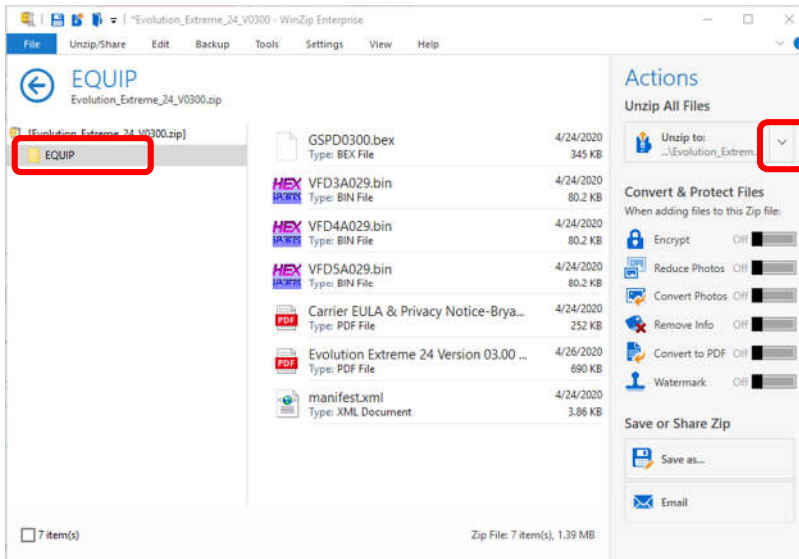 *Evolution_Extreme_24_V0300 - WinZip Enterprise
File Unzip/Share Edit Backup Tools Settings View Help
EQUIP
Evolution_Extreme_24_V0300.zip
[Evolution_Extreme_24_V0300.zip]
EQUIP
GSPD0300.bex 4/24/2020
Type: BEX File 345 KB
HEX VFD3A029.bin 4/24/2020
Type: BIN File 80.2 KB
HEX VFD4A029.bin 4/24/2020
Type: BIN File 80.2 KB
HEX VFD5A029.bin 4/24/2020
Type: BIN File 80.2 KB
PDF Carrier EULA & Privacy Notice-Brya... 4/24/2020
Type: PDF File 252 KB
PDF Evolution Extreme 24 Version 03.00 ... 4/26/2020
Type: PDF File 690 KB
manifest.xml 4/24/2020
Type: XML Document 3.86 KB
7 item(s)
Zip File: 7 item(s), 1.39 MB
Actions
Unzip All Files
Unzip to:
...\Evolution_Extrem...
Convert & Protect Files
When adding files to this Zip file:
Encrypt Off
Reduce Photos Off
Convert Photos Off
Remove Info Off
Convert to PDF Off
Watermark Off
Save or Share Zip
Save as...
Email